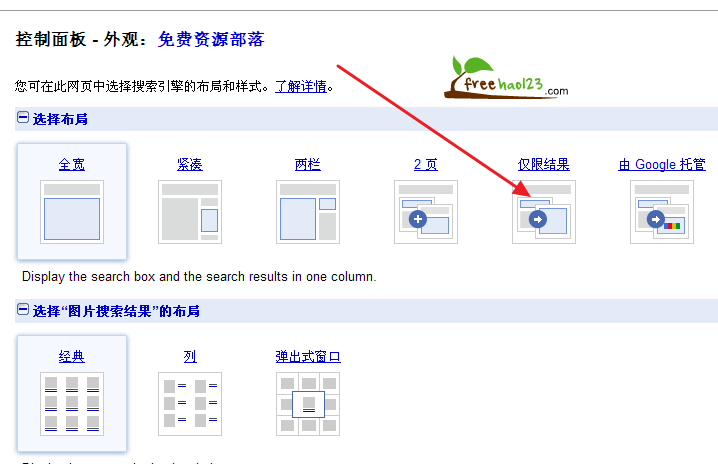 控制面板 - 外观：免费资源部落
freehao123.com
您可在此网页中选择搜索引擎的布局和样式。了解详情。
选择布局
全宽 紧凑 两栏 2 页 仅限结果 由 Google 托管
Display the search box and the search results in one column.
选择“图片搜索结果”的布局
经典 列 弹出式窗口